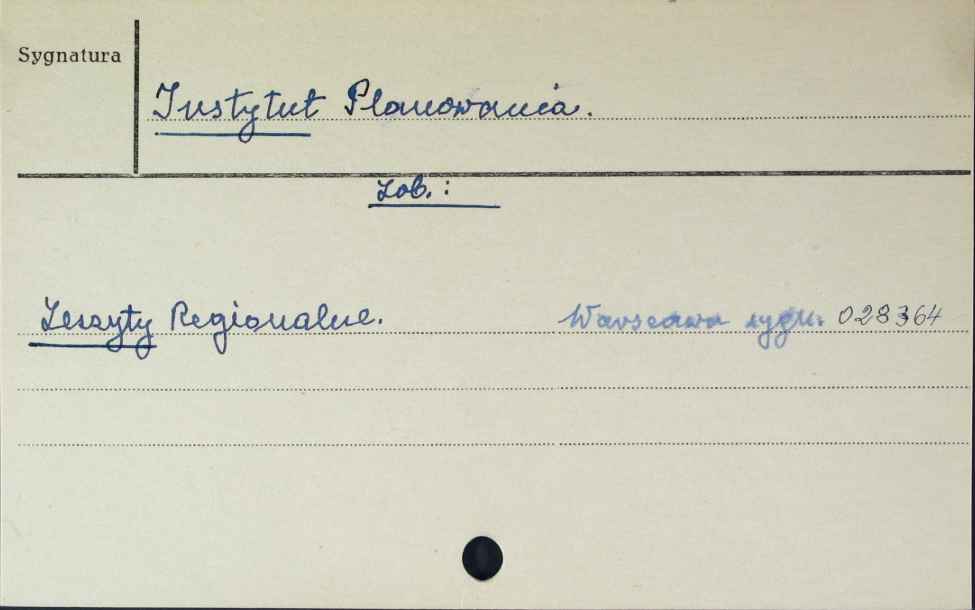 Sygnatura
Instytut Planowania.
Zob. :
Zeszyty Regionalne. Warszawa sygn. 028364